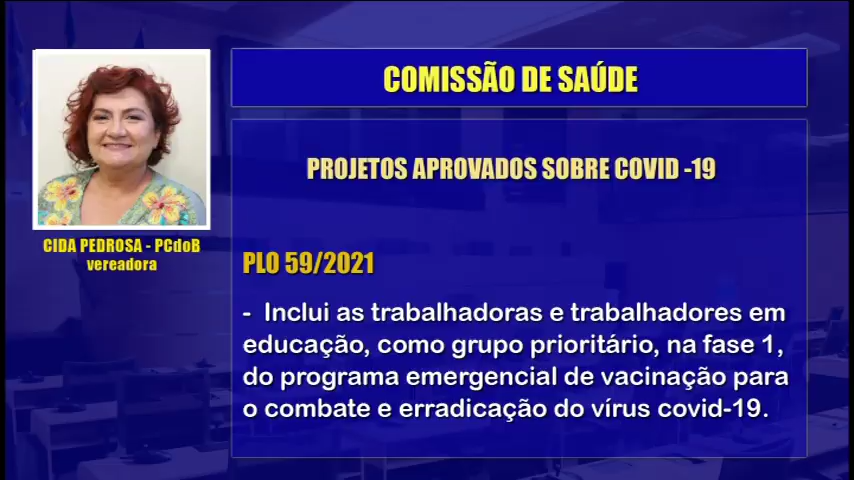 COMISSÃO DE SAÚDE
CIDA PEDROSA - PCdoB
vereadora
PROJETOS APROVADOS SOBRE COVID -19
PLO 59/2021
- Inclui as trabalhadoras e trabalhadores em
educação, como grupo prioritário, na fase 1,
do programa emergencial de vacinação para
o combate e erradicação do vírus covid-19.